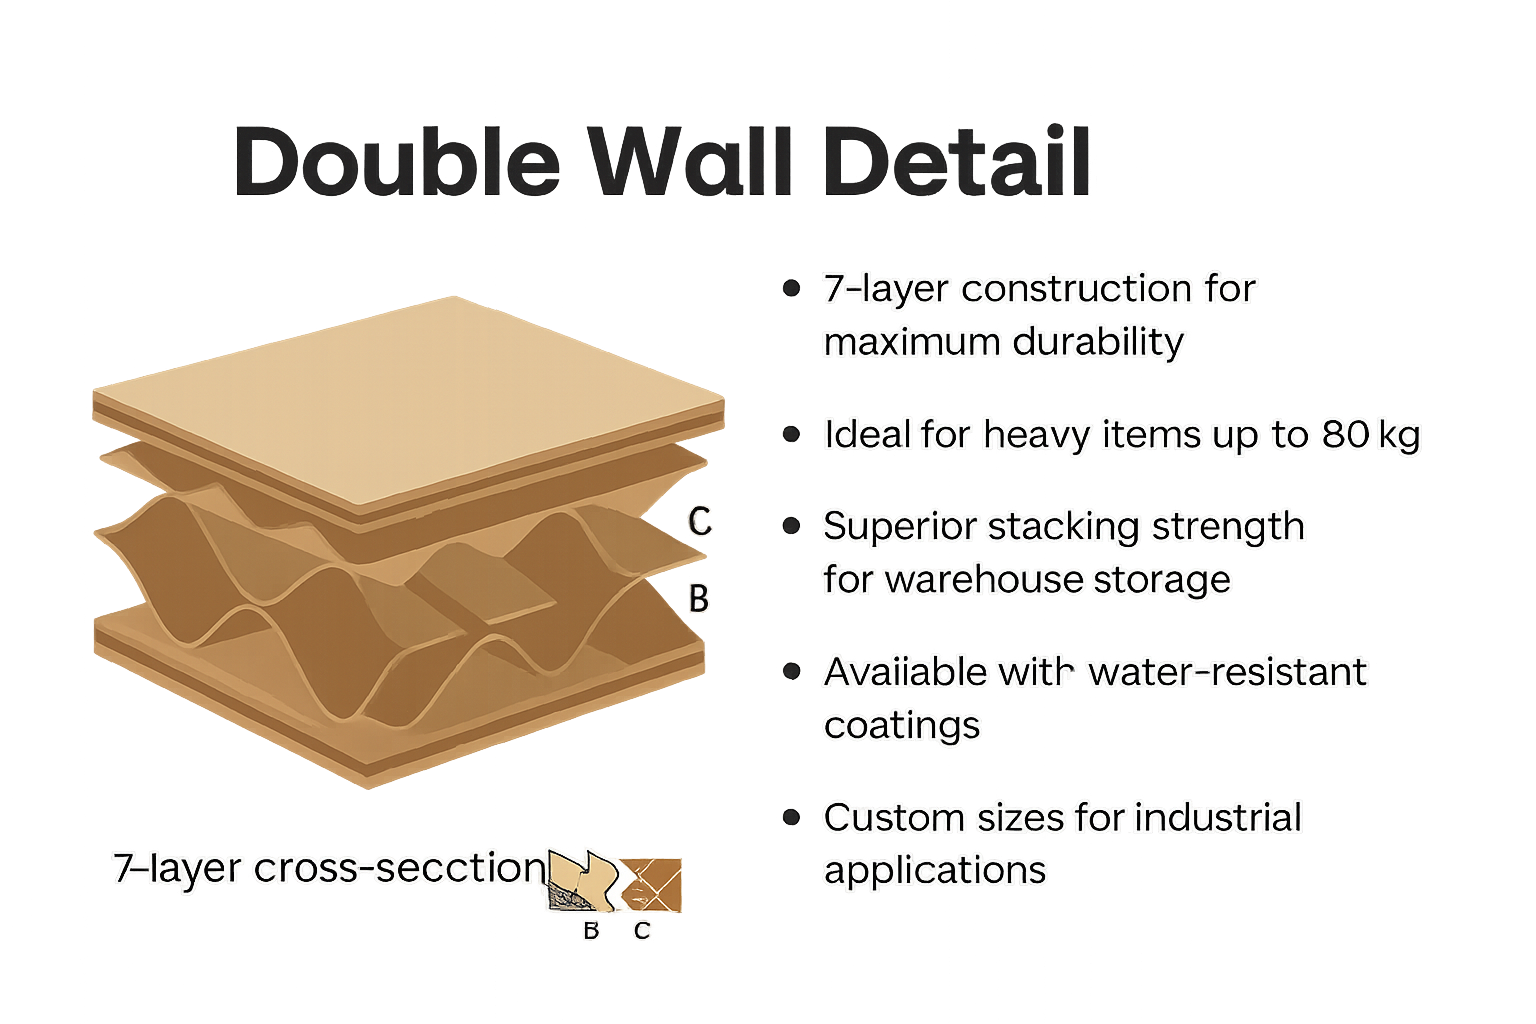 Double Wall Detail
7-layer construction for
maximum durability
Ideal for heavy items up to 80 kg
Superior stacking strength
for warehouse storage
Avaiiable with water-resistant
coatings
Custom sizes for industrial
applications
C
B
7-layer cross-secction
B C